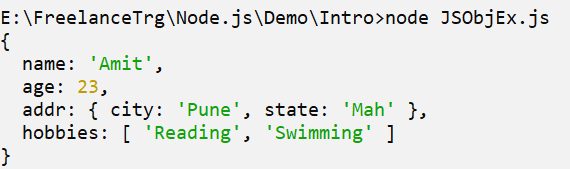 E:\FreelanceTrg\Node.js\Demo\Intro>node JSObjEx.js
{
  name: 'Amit',
  age: 23,
  addr: { city: 'Pune', state: 'Mah' },
  hobbies: [ 'Reading', 'Swimming' ]
}